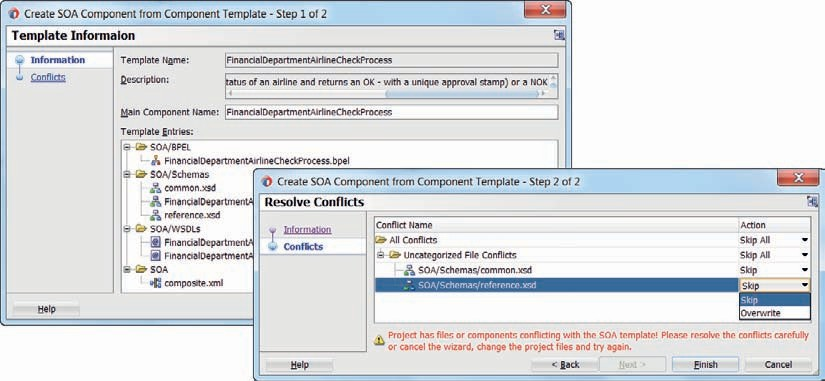 Create SOA Component from Component Template - Step 1 of 2
Template Informaion
Information
Conflicts
Template Name:
FinancialDepartmentAirlineCheckProcess
Description:
tatus of an airline and returns an OK - with a unique approval stamp) or a NOK
Main Component Name:
FinancialDepartmentAirlineCheckProcess
Template Entries:
SOA/BPEL
FinancialDepartmentAirlineCheckProcess.bpel
SOA/Schemas
common.xsd
FinancialDepartmentA
reference.xsd
SOA/WSDLs
FinancialDepartmentA
FinancialDepartmentA
SOA
composite.xml
Help
Create SOA Component from Component Template - Step 2 of 2
Resolve Conflicts
Information
Conflicts
Conflict Name Action
All Conflicts Skip All
Uncategorized File Conflicts Skip All
SOA/Schemas/common.xsd Skip
SOA/Schemas/reference.xsd Skip
Skip
Overwrite
Project has files or components conflicting with the SOA template! Please resolve the conflicts carefully
or cancel the wizard, change the project files and try again.
Help
< Back
Next >
Finish
Cancel